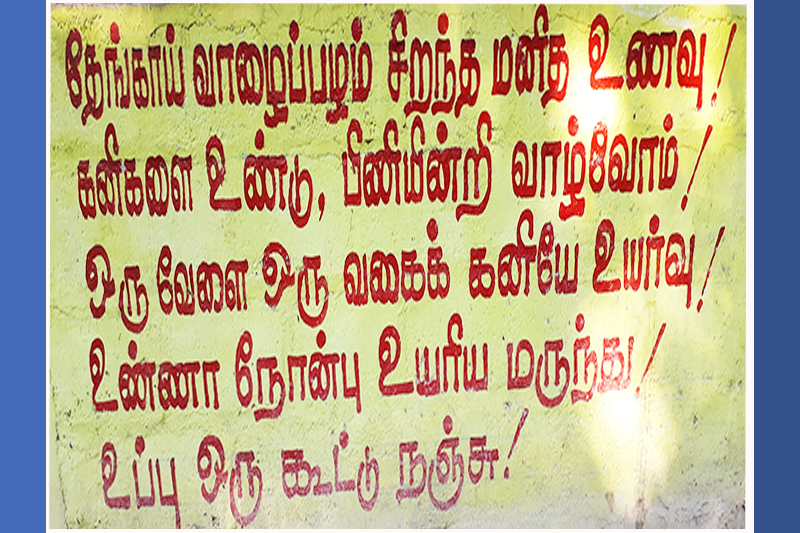 தேங்காய் வாழைப்பழம் சிறந்த மனித உணவு!
கனிகளை உண்டு, பிணியின்றி வாழ்வோம்!
ஒரு வேளை ஒரு வகைக் கனியே உயர்வு!
உண்ணா நோன்பு உயரிய மருந்து!
உப்பு ஒரு கூட்டு நஞ்சு!